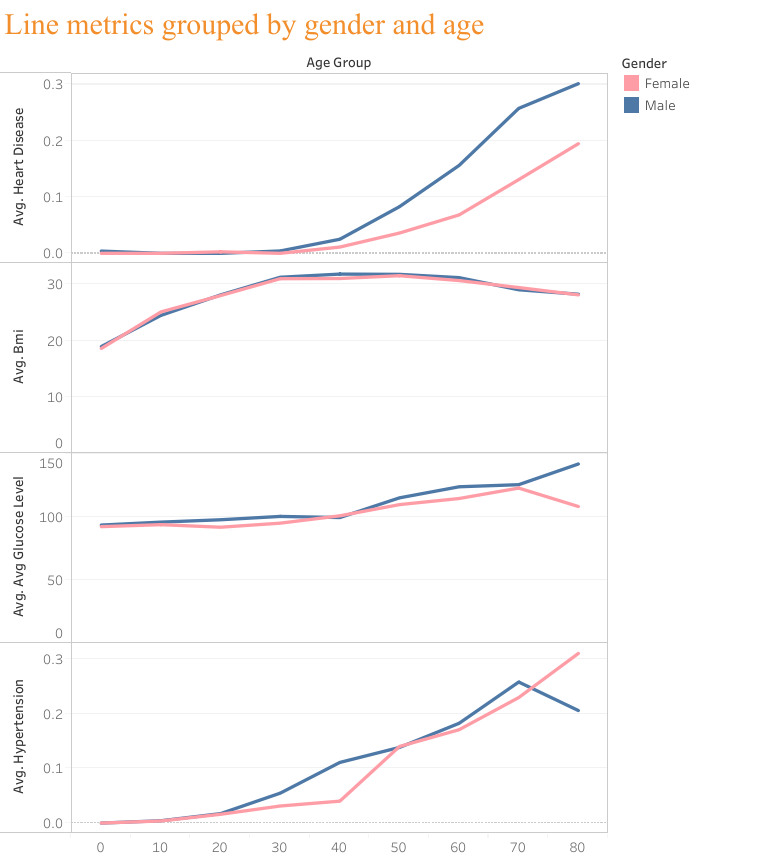 Line metrics grouped by gender and age
Age Group
Gender
Female
Male
Avg. Heart Disease
0.3
0.2
0.1
0.0
Avg. Bmi
30
20
10
0
Avg. Avg Glucose Level
150
100
50
0
Avg. Hypertension
0.3
0.2
0.1
0.0
0 10 20 30 40 50 60 70 80